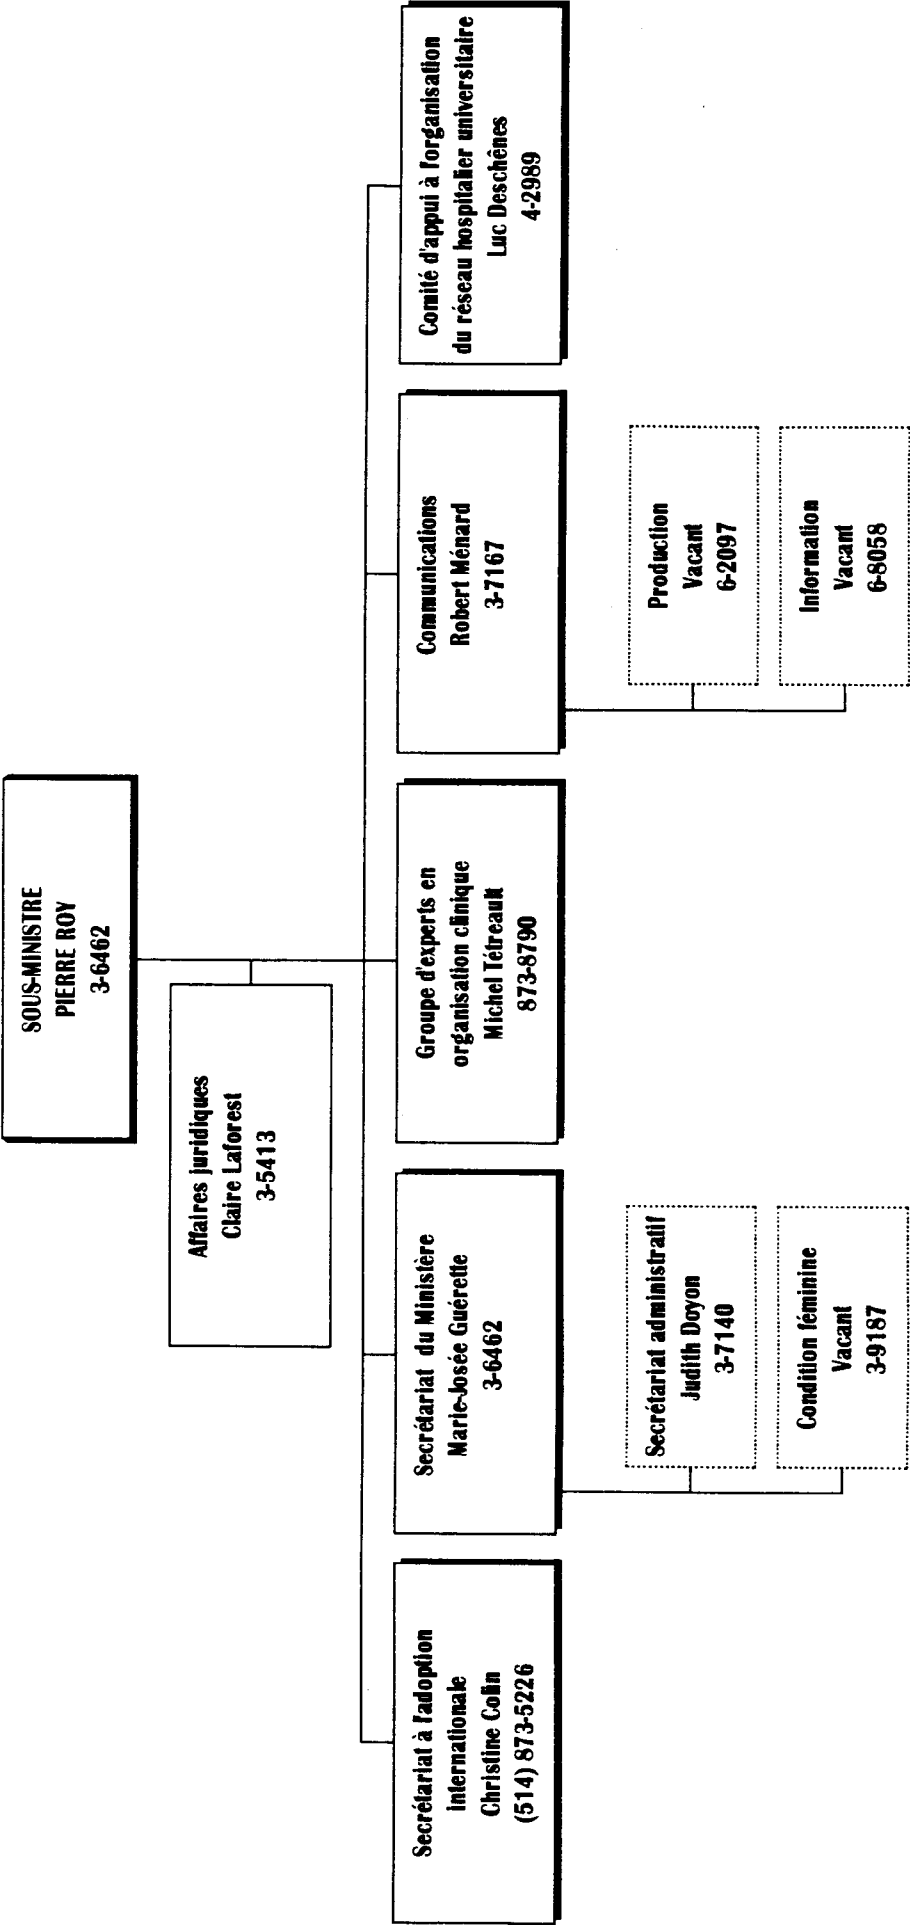 SOUS-MINISTRE
PIERRE ROY
3-6462
Affaires juridiques
Claire Laforest
3-5413
Secrétariat à l'adoption
internationale
Christine Colin
(514) 873-5226
Secrétariat du Ministère
Marie-Josée Guérette
3-6462
Groupe d'experts en
organisation clinique
Michel Tétreault
873-8790
Communications
Robert Ménard
3-7167
Comité d'appui à l'organisation
du réseau hospitalier universitaire
Luc Deschênes
4-2989
Secrétariat administratif
Judith Doyon
3-7140
Condition féminine
Vacant
3-9187
Production
Vacant
6-2097
Information
Vacant
6-8058